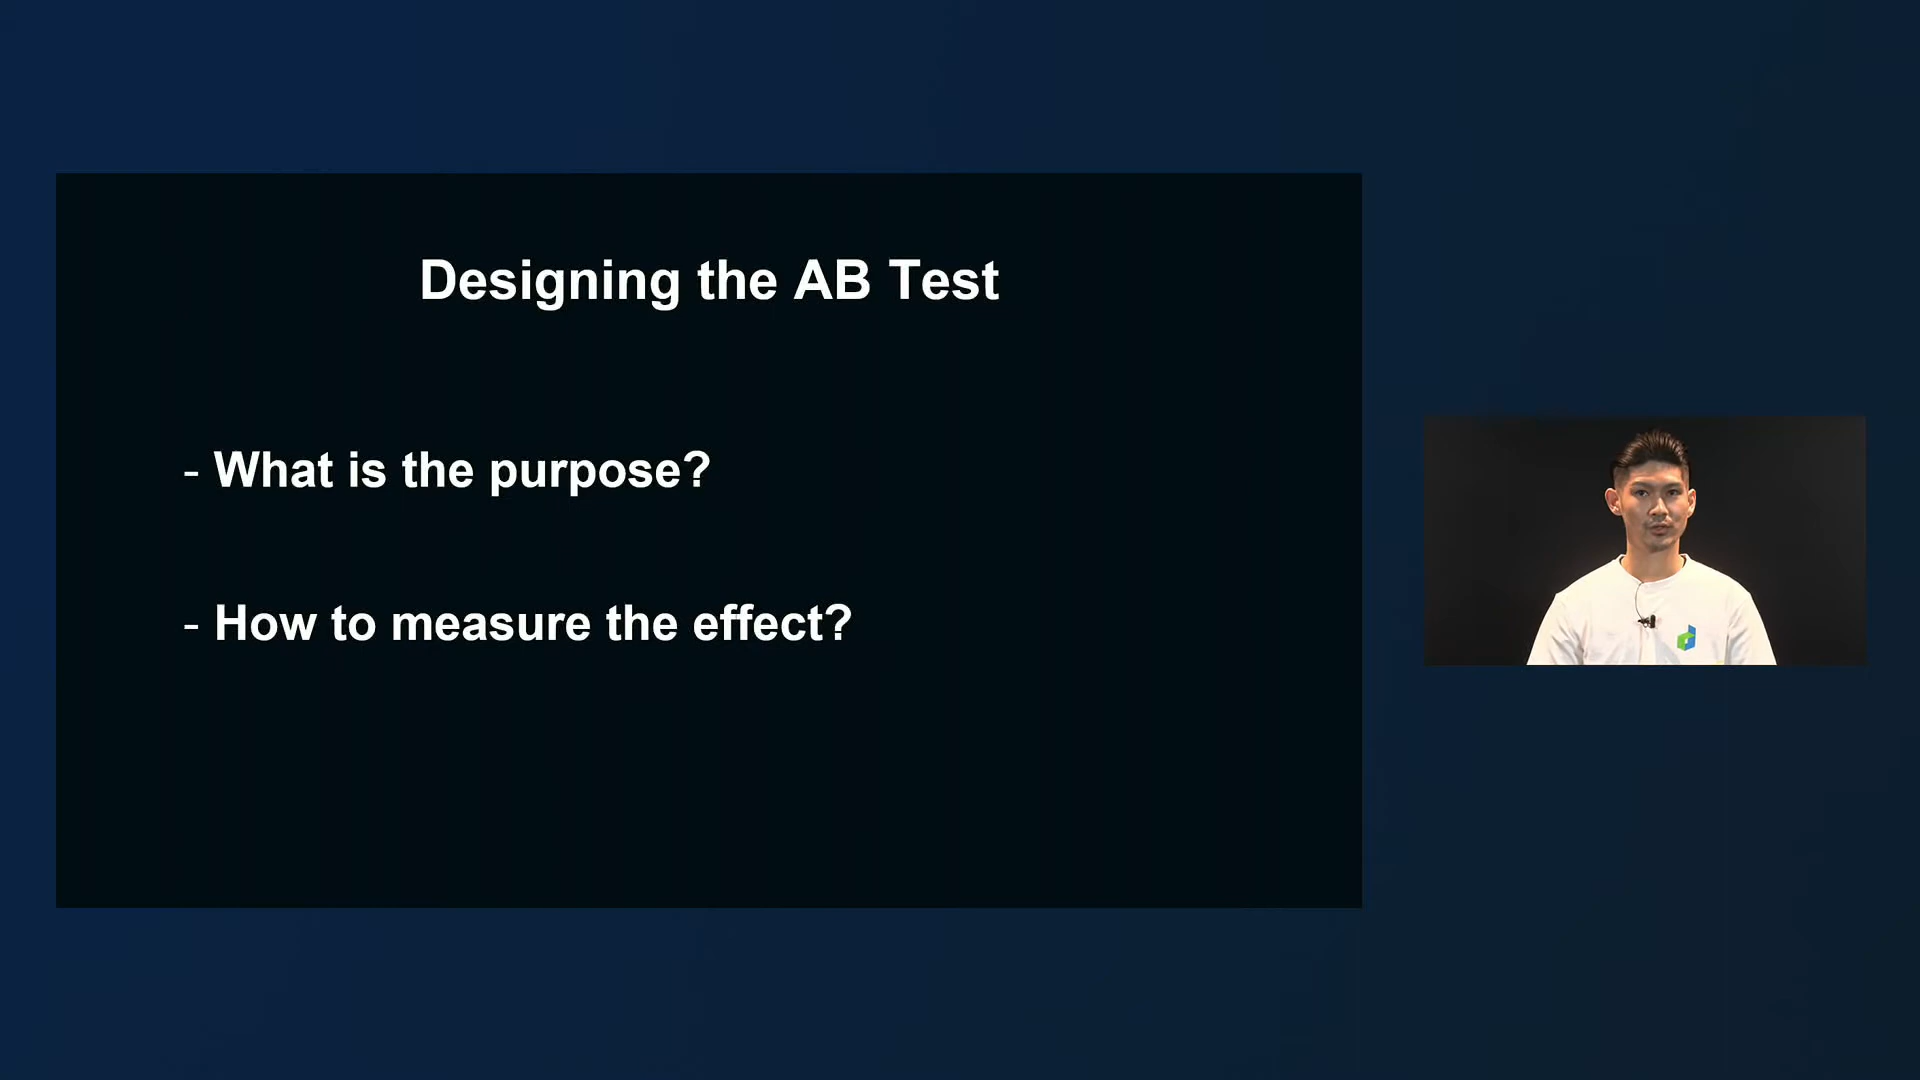 Designing the AB Test
- What is the purpose?
- How to measure the effect?